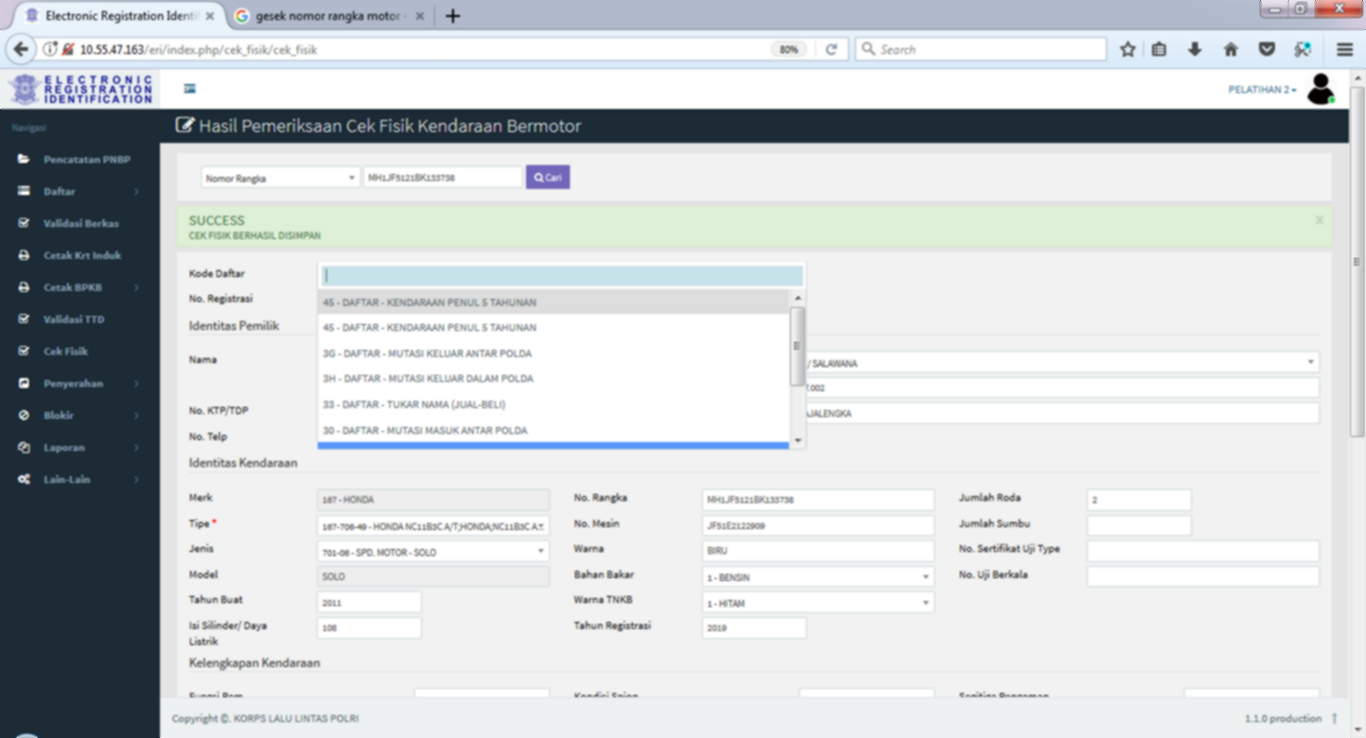 Electronic Registration Identi
gesek nomor rangka motor -
10.55.47.163/eri/index.php/cek_fisik/cek_fisik
80%
Search
ELECTRONIC
REGISTRATION
IDENTIFICATION
PELATIHAN 2
Navigasi
Pencatatan PNBP
Daftar
Validasi Berkas
Cetak Krt Induk
Cetak BPKB
Validasi TTD
Cek Fisik
Penyerahan
Blokir
Laporan
Lain-Lain
Hasil Pemeriksaan Cek Fisik Kendaraan Bermotor
Nomor Rangka
MH1JF5121BK133738
Cari
SUCCESS
CEK FISIK BERHASIL DISIMPAN
Kode Daftar
No. Registrasi
45 - DAFTAR - KENDARAAN PENUL 5 TAHUNAN
45 - DAFTAR - KENDARAAN PENUL 5 TAHUNAN
3G - DAFTAR - MUTASI KELUAR ANTAR POLDA
3H - DAFTAR - MUTASI KELUAR DALAM POLDA
33 - DAFTAR - TUKAR NAMA (JUAL-BELI)
30 - DAFTAR - MUTASI MASUK ANTAR POLDA
Identitas Pemilik
Nama
/ SALAWANA
.002
No. KTP/TDP
JALENGKA
No. Telp
Identitas Kendaraan
Merk
167 - HONDA
No. Rangka
MH1JF5121BK133738
Jumlah Roda
2
Tipe *
167-706-49 - HONDA NC11B3C A/T;HONDA;NC11B3C A
No. Mesin
JF51E2122909
Jumlah Sumbu
Jenis
701-06 - SPD. MOTOR - SOLO
Warna
BIRU
No. Sertifikat Uji Type
Model
SOLO
Bahan Bakar
1 - BENSIN
No. Uji Berkala
Tahun Buat
2011
Warna TNKB
1 - HITAM
Isi Silinder/ Daya
Listrik
108
Tahun Registrasi
2019
Kelengkapan Kendaraan
Fungsi Rem
Kondisi Spion
Segitiga Pengaman
Copyright ©. KORPS LALU LINTAS POLRI
1.1.0 production